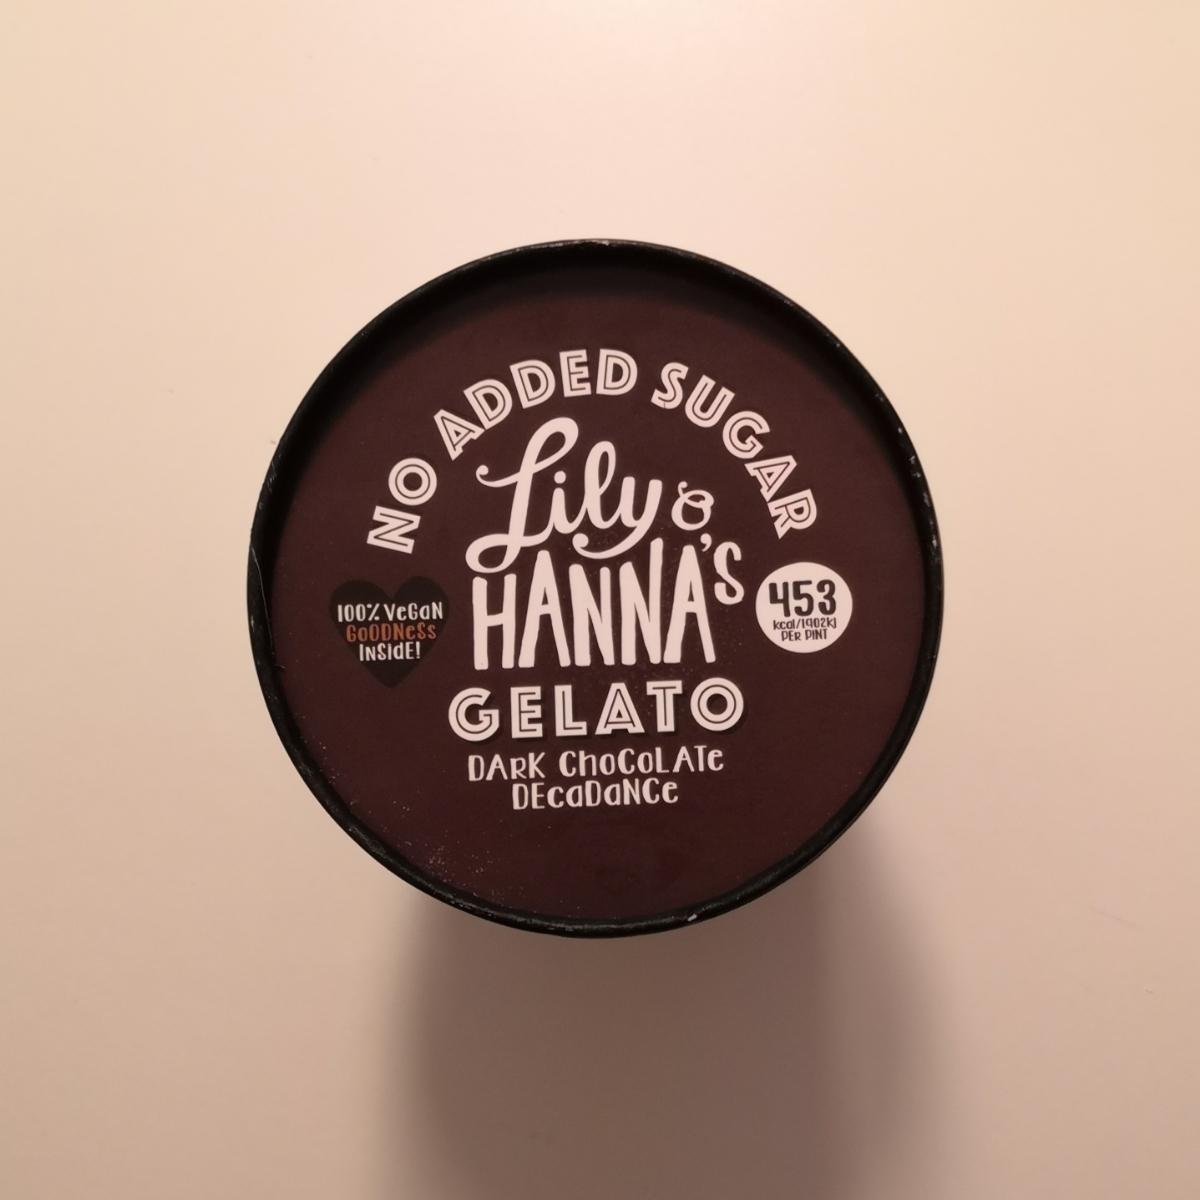 NO ADDED SUGAR
Lily &
HANNA'S
100% VeGaN
GoODNeSs
INSIdE!
453
kcal/1902kJ
PEr PINT
GELATO
DARK ChoCoLATe
DEcaDaNCe